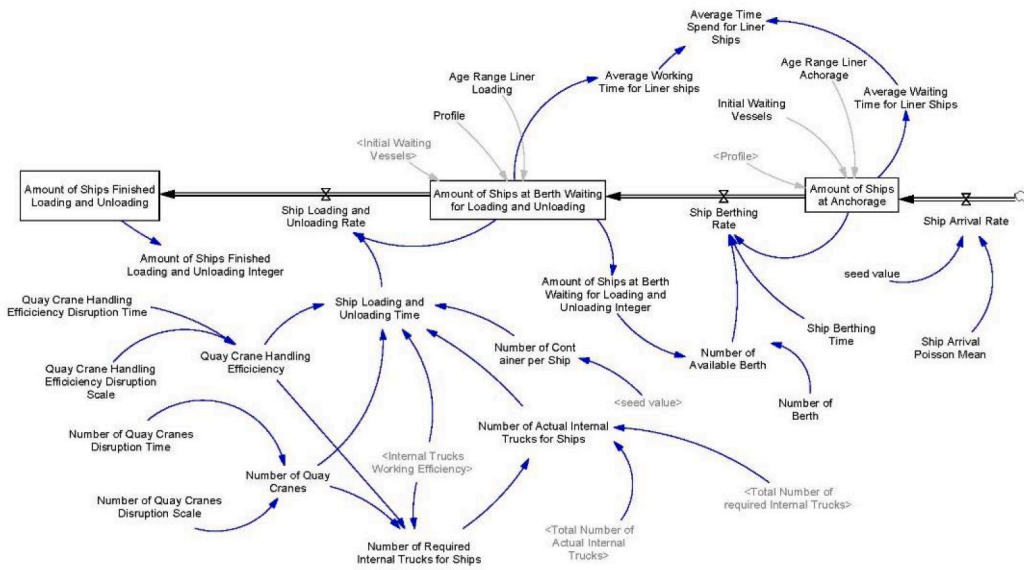 Average Time
Spend for Liner
Ships
Age Range Liner
Achorage
Age Range Liner
Loading
Average Working
Time for Liner ships
Average Waiting
Time for Liner Ships
Profile
Initial Waiting
Vessels
<Initial Waiting
Vessels>
<Profile>
Amount of Ships Finished
Loading and Unloading
Amount of Ships at Berth Waiting
for Loading and Unloading
Amount of Ships
at Anchorage
Ship Loading and
Unloading Rate
Ship Berthing
Rate
Ship Arrival Rate
Amount of Ships Finished
Loading and Unloading Integer
seed value
Amount of Ships at Berth
Waiting for Loading and
Unloading Integer
Quay Crane Handling
Efficiciency Disruption Time
Ship Loading and
Unloading Time
Ship Berthing
Time
Ship Arrival
Poisson Mean
Quay Crane Handling
Efficiciency
Number of Cont
ainer per Ship
Number of
Available Berth
Quay Crane Handling
Efficiciency Disruption
Scale
<seed value>
Number of
Berth
Number of Quay Cranes
Disruption Time
Number of Actual Internal
Trucks for Ships
<Internal Trucks
Working Efficiency>
Number of Quay
Cranes
<Total Number of
required Internal Trucks>
Number of Quay Cranes
Disruption Scale
<Total Number of
Actual Internal
Trucks>
Number of Required
Internal Trucks for Ships